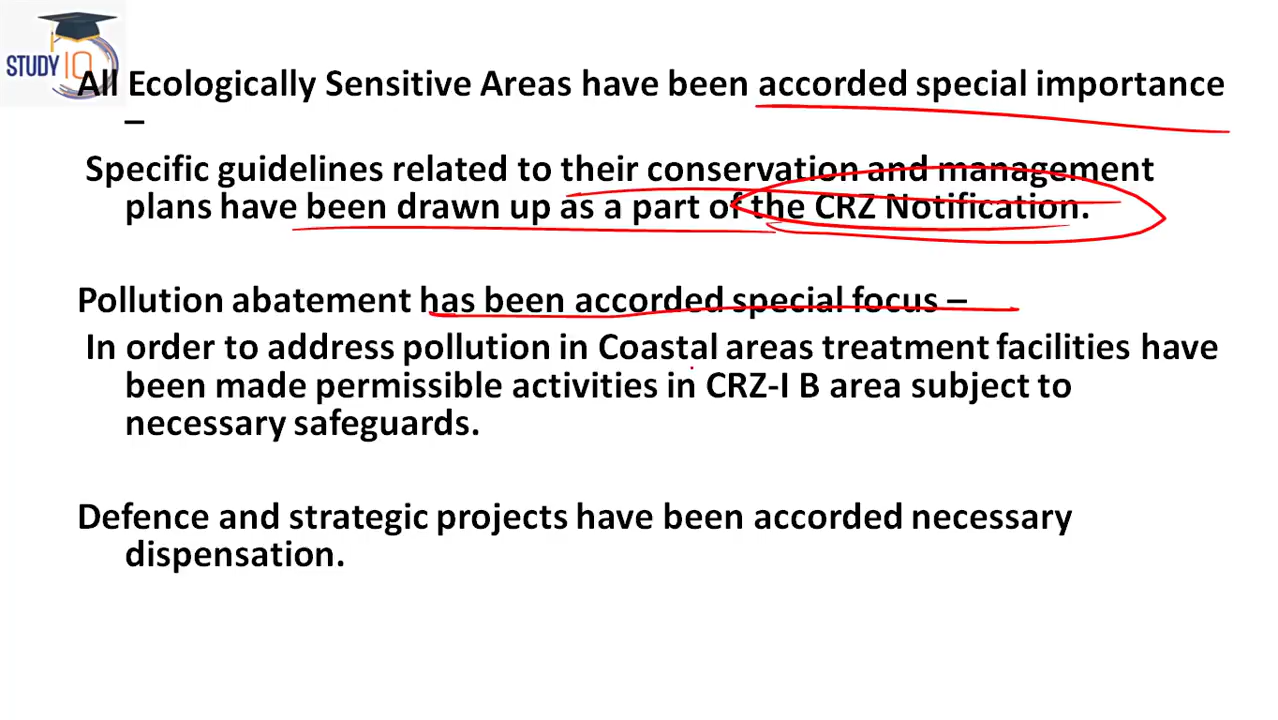 STUDY IQ
All Ecologically Sensitive Areas have been accorded special importance
–
Specific guidelines related to their conservation and management
plans have been drawn up as a part of the CRZ Notification.
Pollution abatement has been accorded special focus –
In order to address pollution in Coastal areas treatment facilities have
been made permissible activities in CRZ-I B area subject to
necessary safeguards.
Defence and strategic projects have been accorded necessary
dispensation.